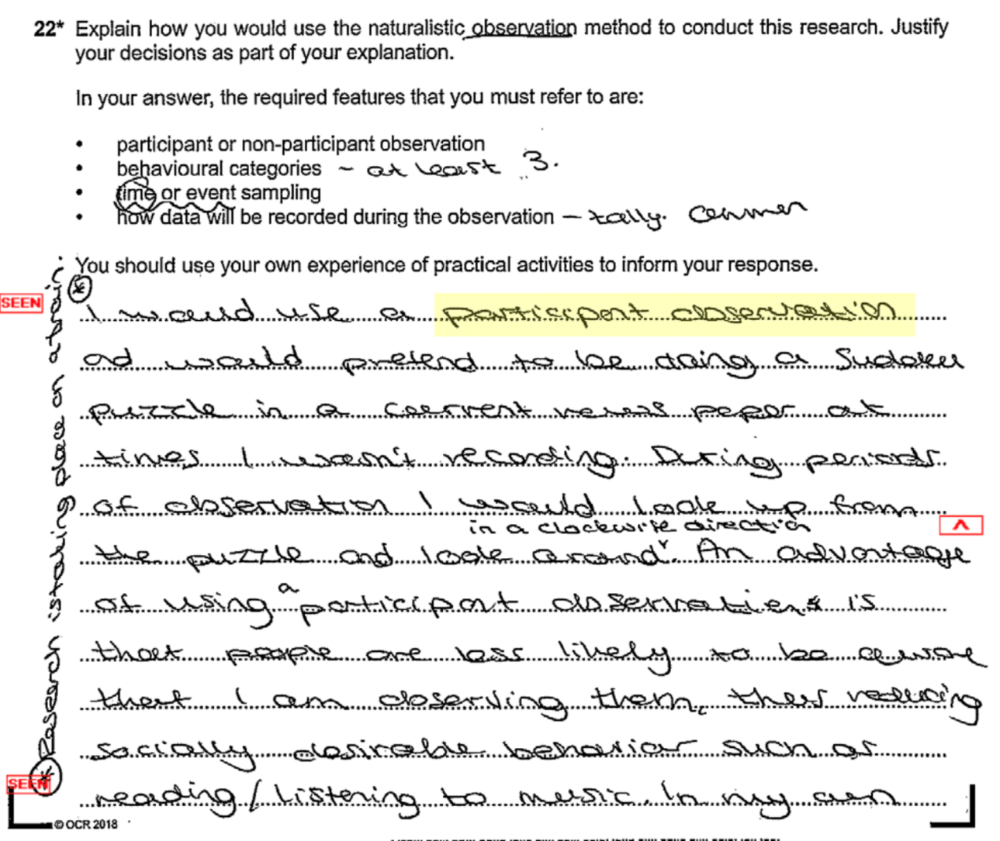 22* Explain how you would use the naturalistic observation method to conduct this research. Justify
your decisions as part of your explanation.
In your answer, the required features that you must refer to are:
• participant or non-participant observation
• behavioural categories – at least 3.
• time or event sampling
• how data will be recorded during the observation – tally.
You should use your own experience of practical activities to inform your response.
SEEN
I would use a participant observation
ad would pretend to be doing a Sudoku
puzzle in a current news peper at
times I wasn't recording. During periods
of observation I would look up from
in a clockwise direction
the puzzle and look around. An advantage
of using a participant observation is
that people are less likely to be aware
that I am observing them, thus reducing
socially desirable behaviour such as
reading/listening to music. In my own
Research is taking place on a train.
SEEN
© OCR 2018